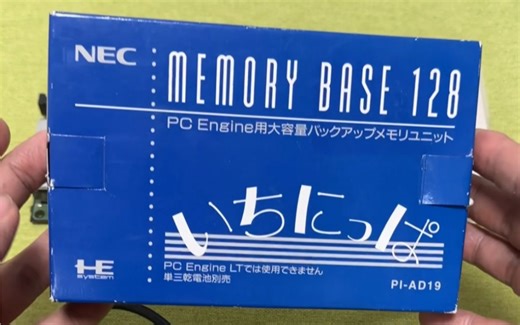 NEC
MEMORY BASE 128
PC Engine用大容量バックアップメモリユニット
いちにっぱ
HE
system
PC Engine LTでは使用できません
単三乾電池別売
PI-AD19